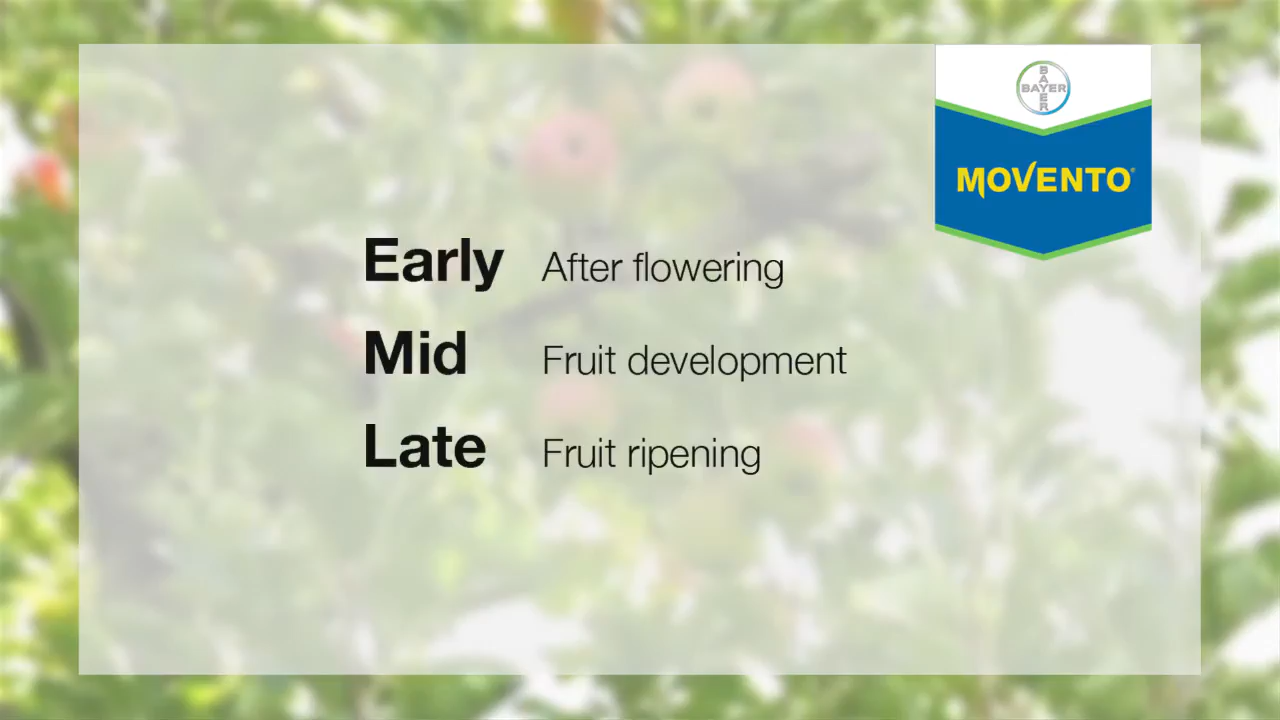 BAYER
BAYER
MOVENTO®
Early After flowering
Mid Fruit development
Late Fruit ripening